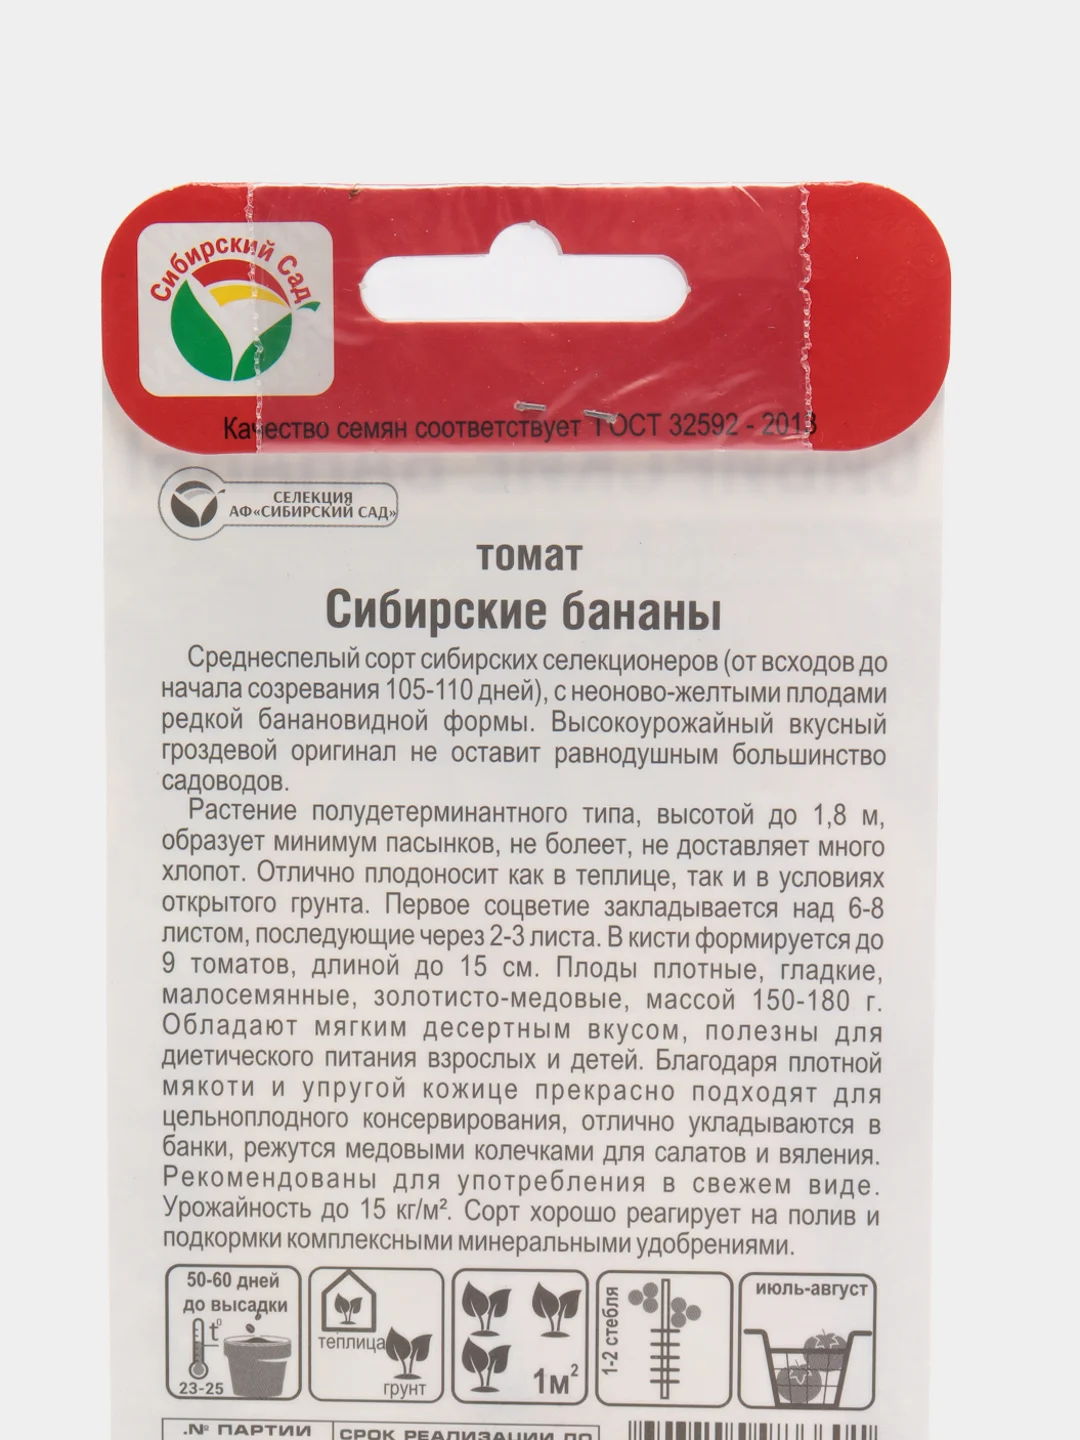 Сибирский Сад
Качество семян соответствует ГОСТ 32592 - 2013
СЕЛЕКЦИЯ
АФ«СИБИРСКИЙ САД»
томат
Сибирские бананы
Среднеспелый сорт сибирских селекционеров (от всходов до
начала созревания 105-110 дней), с неоново-желтыми плодами
редкой банановидной формы. Высокоурожайный вкусный
гроздевой оригинал не оставит равнодушным большинство
садоводов.
Растение полудетерминантного типа, высотой до 1,8 м,
образует минимум пасынков, не болеет, не доставляет много
хлопот. Отлично плодоносит как в теплице, так и в условиях
открытого грунта. Первое соцветие закладывается над 6-8
листом, последующие через 2-3 листа. В кисти формируется до
9 томатов, длиной до 15 см. Плоды плотные, гладкие,
малосемянные, золотисто-медовые, массой 150-180 г.
Обладают мягким десертным вкусом, полезны для
диетического питания взрослых и детей. Благодаря плотной
мякоти и упругой кожице прекрасно подходят для
цельноплодного консервирования, отлично укладываются в
банки, режутся медовыми колечками для салатов и вяления.
Рекомендованы для употребления в свежем виде.
Урожайность до 15 кг/м². Сорт хорошо реагирует на полив и
подкормки комплексными минеральными удобрениями.
50-60 дней
до высадки
t⁰
23-25
теплица
грунт
1м²
1-2 стебля
июль-август
.№ ПАРТИИ
СРОК РЕАЛИЗАЦИИ ДО